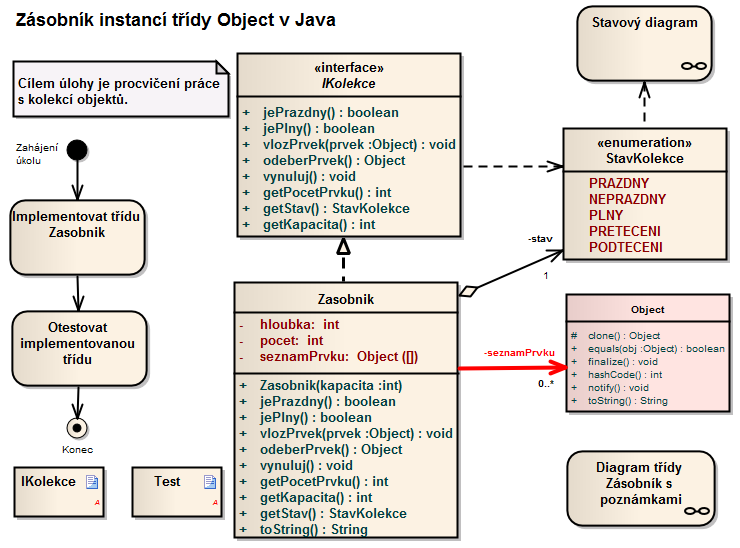 Zásobník instancí třídy Object v Java
Cílem úlohy je procvičení práce
s kolekcí objektů.
Zahájení
úkolu
Implementovat třídu
Zasobnik
Otestovat
implementovanou
třídu
Konec
IKolekce
A
Test
A
«interface»
IKolekce
+ jePrazdny() : boolean
+ jePlny() : boolean
+ vlozPrvek(prvek :Object) : void
+ odeberPrvek() : Object
+ vynuluj() : void
+ getPocetPrvku() : int
+ getStav() : StavKolekce
+ getKapacita() : int
Zasobnik
- hloubka: int
- pocet: int
- seznamPrvku: Object ([])
+ Zasobnik(kapacita :int)
+ jePrazdny() : boolean
+ jePlny() : boolean
+ vlozPrvek(prvek :Object) : void
+ odeberPrvek() : Object
+ vynuluj() : void
+ getPocetPrvku() : int
+ getKapacita() : int
+ getStav() : StavKolekce
+ toString() : String
Stavový diagram
«enumeration»
StavKolekce
PRAZDNY
NEPRAZDNY
PLNY
PRETECENI
PODTECENI
-stav
1
-seznamPrvku
0..*
Object
# clone() : Object
+ equals(obj :Object) : boolean
+ finalize() : void
+ hashCode() : int
+ notify() : void
+ toString() : String
Diagram třídy
Zásobník s
poznámkami